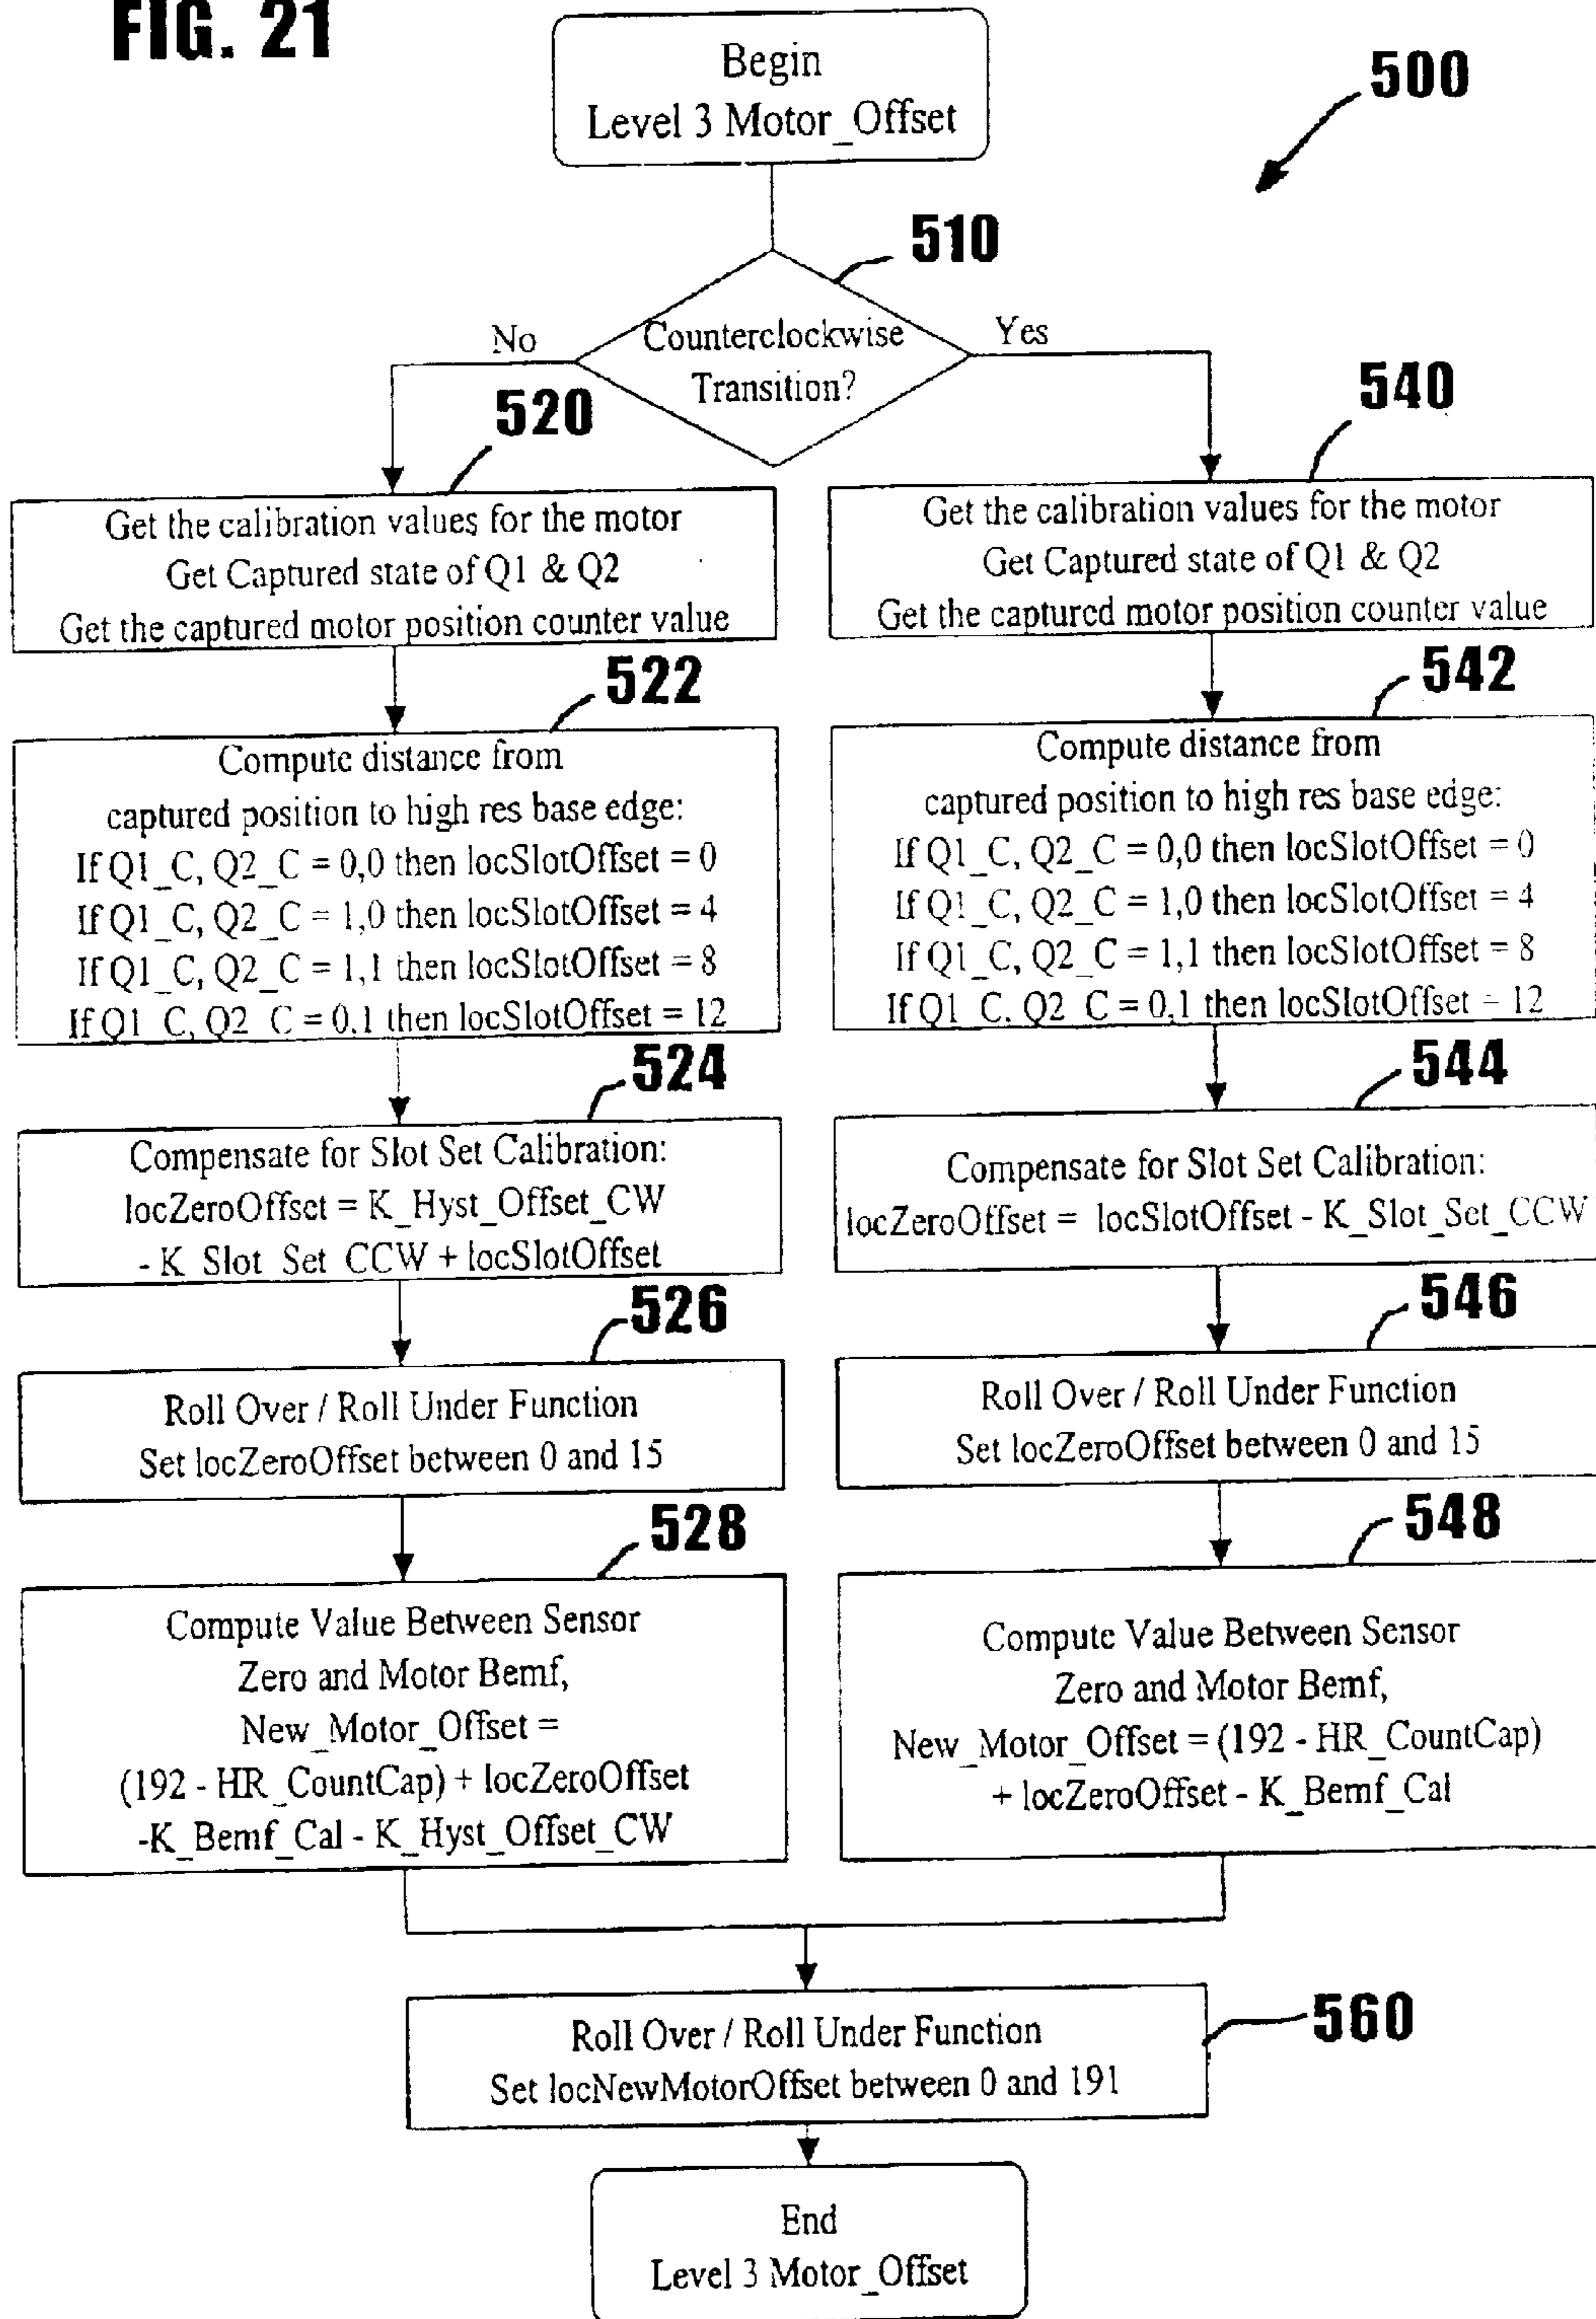 FIG. 21
Begin
Level 3 Motor_Offset
500
510
Counterclockwise
Transition?
No
Yes
520
Get the calibration values for the motor
Get Captured state of Q1 & Q2
Get the captured motor position counter value
522
Compute distance from
captured position to high res base edge:
If Q1_C, Q2_C = 0,0 then locSlotOffset = 0
If Q1_C, Q2_C = 1,0 then locSlotOffset = 4
If Q1_C, Q2_C = 1,1 then locSlotOffset = 8
If Q1_C, Q2_C = 0,1 then locSlotOffset = 12
524
Compensate for Slot Set Calibration:
locZeroOffset = K_Hyst_Offset_CW
- K_Slot_Set_CCW + locSlotOffset
526
Roll Over / Roll Under Function
Set locZeroOffset between 0 and 15
528
Compute Value Between Sensor
Zero and Motor Bemf,
New_Motor_Offset =
(192 - HR_CountCap) + locZeroOffset
-K_Bemf_Cal - K_Hyst_Offset_CW
540
Get the calibration values for the motor
Get Captured state of Q1 & Q2
Get the captured motor position counter value
542
Compute distance from
captured position to high res base edge:
If Q1_C, Q2_C = 0,0 then locSlotOffset = 0
If Q1_C, Q2_C = 1,0 then locSlotOffset = 4
If Q1_C, Q2_C = 1,1 then locSlotOffset = 8
If Q1_C, Q2_C = 0,1 then locSlotOffset = 12
544
Compensate for Slot Set Calibration:
locZeroOffset = locSlotOffset - K_Slot_Set_CCW
546
Roll Over / Roll Under Function
Set locZeroOffset between 0 and 15
548
Compute Value Between Sensor
Zero and Motor Bemf,
New_Motor_Offset = (192 - HR_CountCap)
+ locZeroOffset - K_Bemf_Cal
560
Roll Over / Roll Under Function
Set locNewMotorOffset between 0 and 191
End
Level 3 Motor_Offset